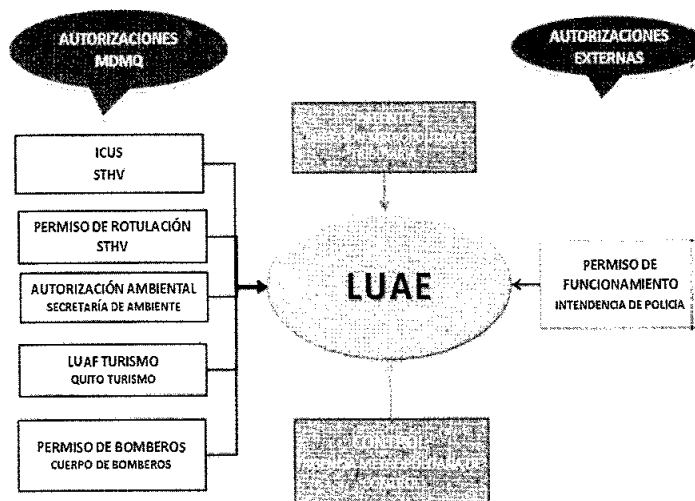 AUTORIZACIONES
MDMQ
AUTORIZACIONES
EXTERNAS
ICUS
STHV
PERMISO DE ROTULACIÓN
STHV
AUTORIZACIÓN AMBIENTAL
SECRETARÍA DE AMBIENTE
LUAF TURISMO
QUITO TURISMO
PERMISO DE BOMBEROS
CUERPO DE BOMBEROS
LUAE
PERMISO DE
FUNCIONAMIENTO
INTENDENCIA DE POLICIA
CONTROL